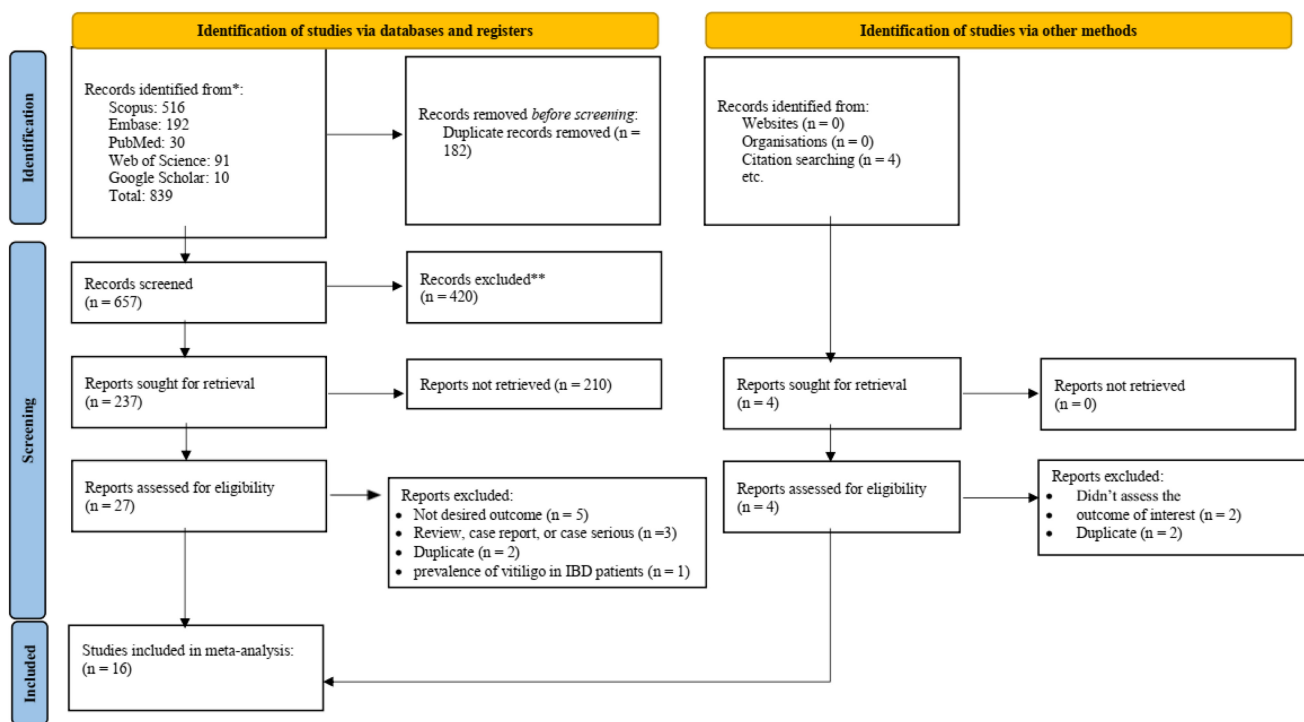 Identification of studies via databases and registers
Identification of studies via other methods
Identification
Records identified from*:
Scopus: 516
Embase: 192
PubMed: 30
Web of Science: 91
Google Scholar: 10
Total: 839
Records removed before screening:
Duplicate records removed (n =
182)
Records identified from:
Websites (n = 0)
Organisations (n = 0)
Citation searching (n = 4)
etc.
Screening
Records screened
(n = 657)
Records excluded**
(n = 420)
Reports sought for retrieval
(n = 237)
Reports not retrieved (n = 210)
Reports sought for retrieval
(n = 4)
Reports not retrieved
(n = 0)
Reports assessed for eligibility
(n = 27)
Reports excluded:
• Not desired outcome (n = 5)
• Review, case report, or case serious (n =3)
• Duplicate (n = 2)
• prevalence of vitiligo in IBD patients (n = 1)
Reports assessed for eligibility
(n = 4)
Reports excluded:
• Didn't assess the
• outcome of interest (n = 2)
• Duplicate (n = 2)
Included
Studies included in meta-analysis:
(n = 16)